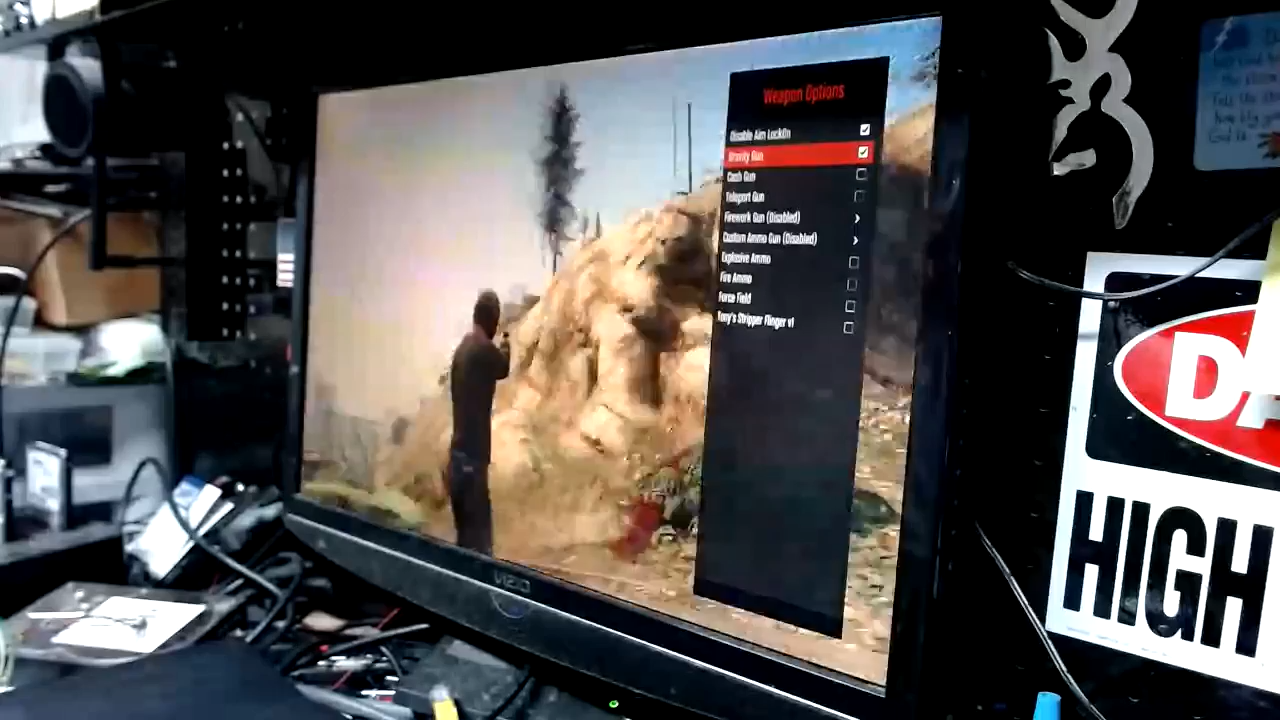 Weapon Options
Disable Aim LockOn
Gravity Gun
Cash Gun
Teleport Gun
Firework Gun (Disabled)
Custom Ammo Gun (Disabled)
Explosive Ammo
Fire Ammo
Force Field
Tony's Stripper Flinger v1
VIZIO
DA
HIGH